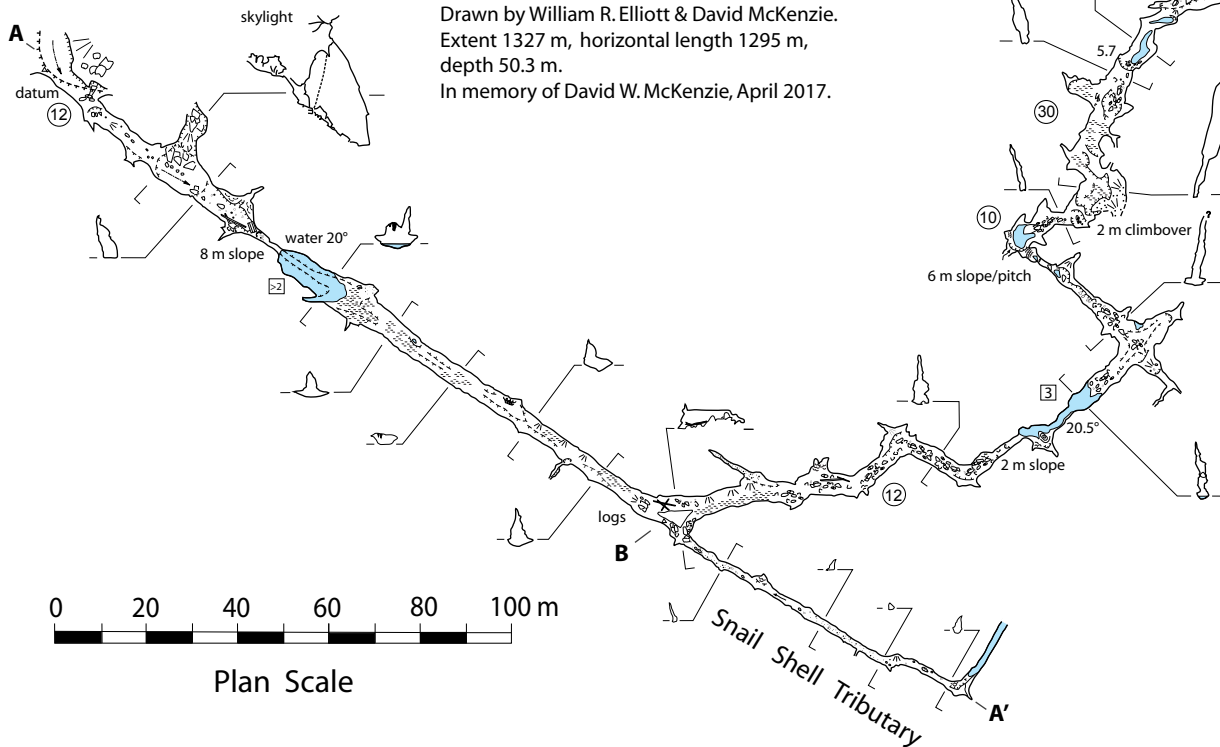 Drawn by William R. Elliott & David McKenzie.
Extent 1327 m, horizontal length 1295 m,
depth 50.3 m.
In memory of David W. McKenzie, April 2017.
skylight
A
datum
12
5.7
30
10
2 m climbover
?
6 m slope/pitch
8 m slope
water 20°
>2
3
20.5°
2 m slope
12
logs
B
Snail Shell Tributary
A'
0 20 40 60 80 100 m
Plan Scale